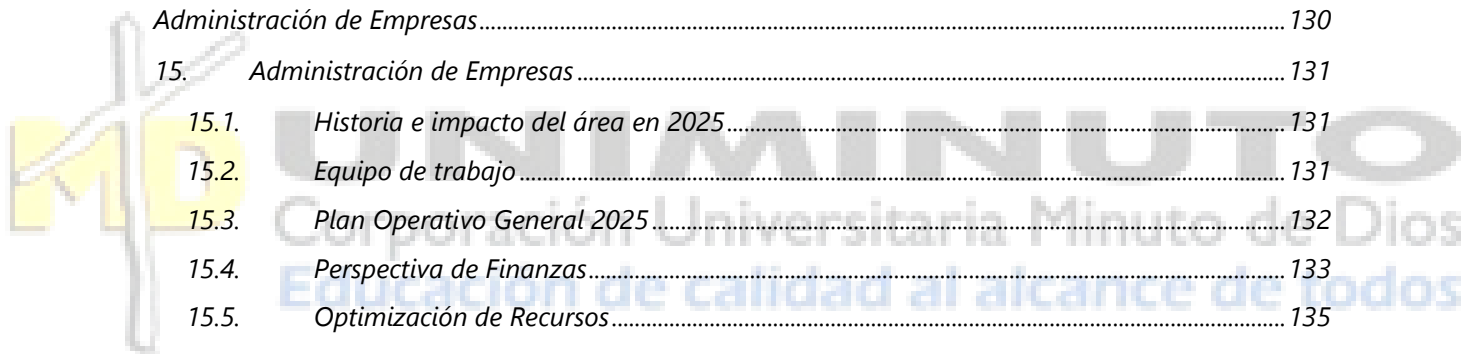 Administración de Empresas 130
15. Administración de Empresas 131
15.1. Historia e impacto del área en 2025 131
15.2. Equipo de trabajo 131
15.3. Plan Operativo General 2025 132
15.4. Perspectiva de Finanzas 133
15.5. Optimización de Recursos 135
MD
UNIMINUTO
Corporación Universitaria Minuto de Dios
Educación de calidad al alcance de todos